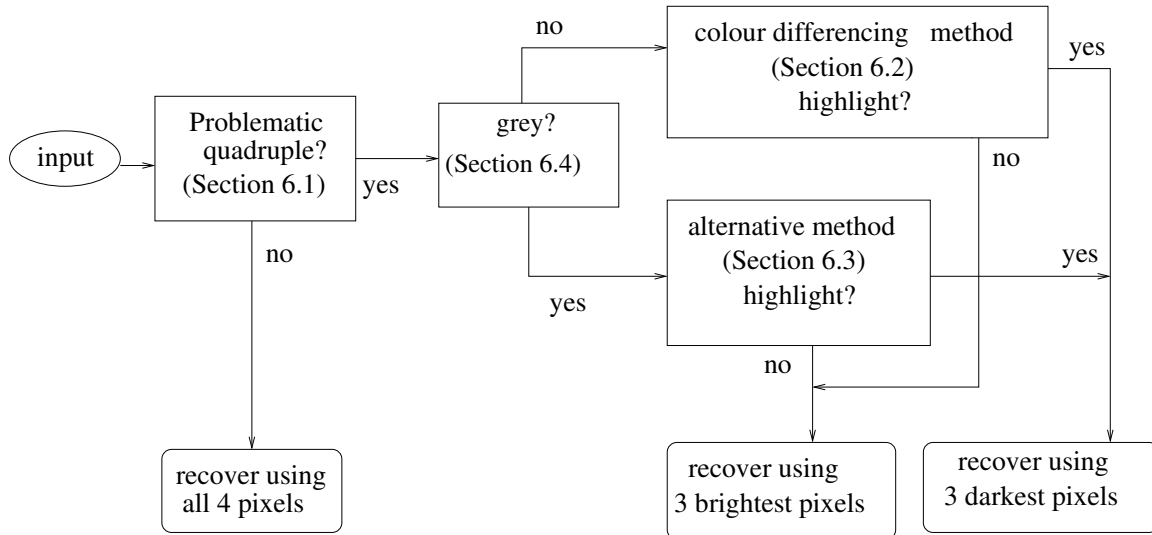 input
Problematic
quadruple?
(Section 6.1)
yes
no
recover using
all 4 pixels
grey?
(Section 6.4)
no
yes
colour differencing method
(Section 6.2)
highlight?
yes
no
alternative method
(Section 6.3)
highlight?
yes
no
recover using
3 brightest pixels
recover using
3 darkest pixels